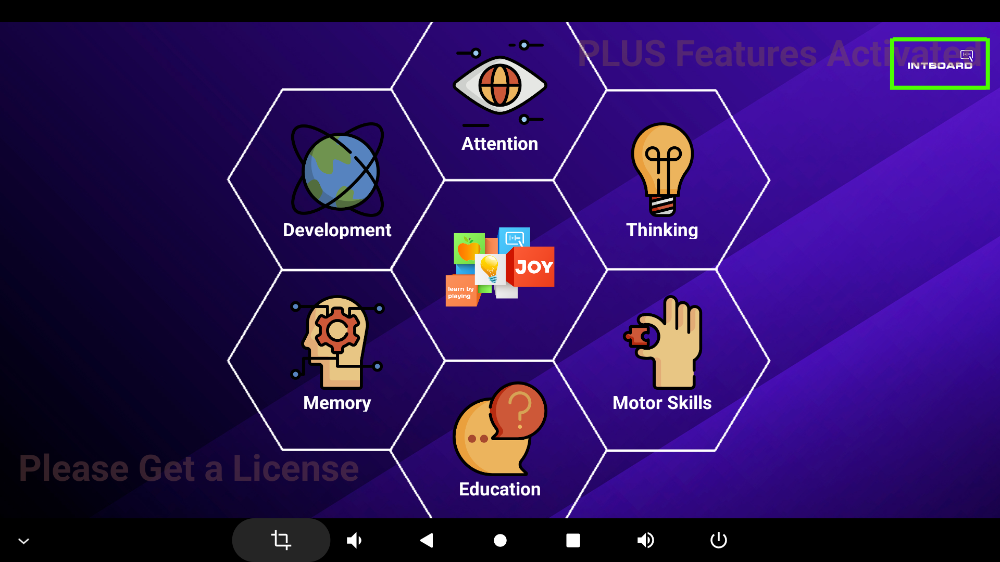 PLUS Features Activated
INTBOARD
Attention
Development
Thinking
JOY
learn by
playing
Memory
Motor Skills
Please Get a License
Education